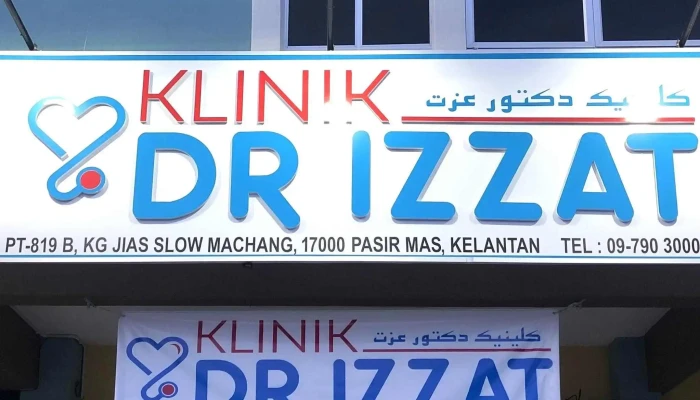 KLINIK كلينيک دكتور عزت
DR IZZAT
PT-819 B, KG JIAS SLOW MACHANG, 17000 PASIR MAS, KELANTAN TEL : 09-790 3000
KLINIK كلينيک دكتور عزت
DR IZZAT